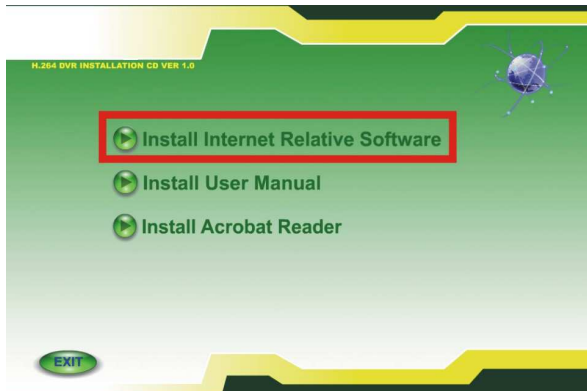 H.264 DVR INSTALLATION CD VER 1.0
Install Internet Relative Software
Install User Manual
Install Acrobat Reader
EXIT